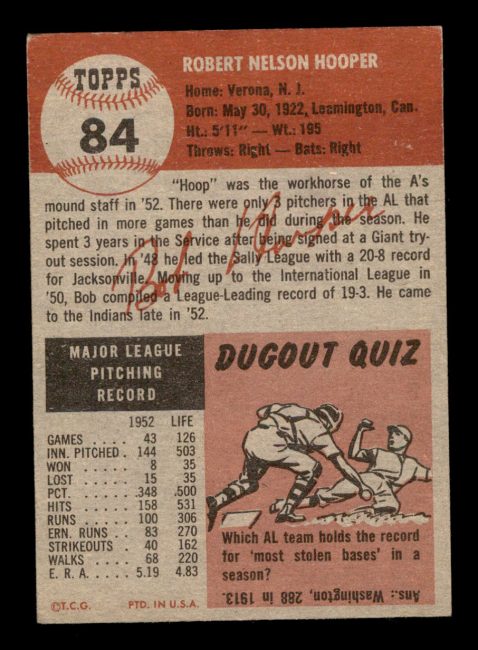 TOPPS
84
ROBERT NELSON HOOPER
Home: Verona, N. J.
Born: May 30, 1922, Leamington, Can.
Ht.: 5'11" — Wt.: 195
Throws: Right — Bats: Right
"Hoop" was the workhorse of the A's
mound staff in '52. There were only 3 pitchers in the AL that
pitched in more games than he did during the season. He
spent 3 years in the Service after being signed at a Giant try-
out session. In '48 he led the Sally League with a 20-8 record
for Jacksonville. Moving up to the International League in
'50, Bob compiled a League-Leading record of 19-3. He came
to the Indians late in '52.
Bob Hooper
MAJOR LEAGUE
PITCHING
RECORD
1952 LIFE
GAMES . . . . 43 126
INN. PITCHED . 144 503
WON . . . . . 8 35
LOST . . . . . 15 35
PCT. . . . . . .348 .500
HITS . . . . . 158 531
RUNS . . . . . 100 306
ERN. RUNS . . 83 270
STRIKEOUTS . 40 162
WALKS . . . . 68 220
E. R. A. . . . . 5.19 4.83
©T.C.G. PTD. IN U.S.A.
DUGOUT QUIZ
Which AL team holds the record
for 'most stolen bases' in a
season?
Ans.: Washington, 288 in 1913.